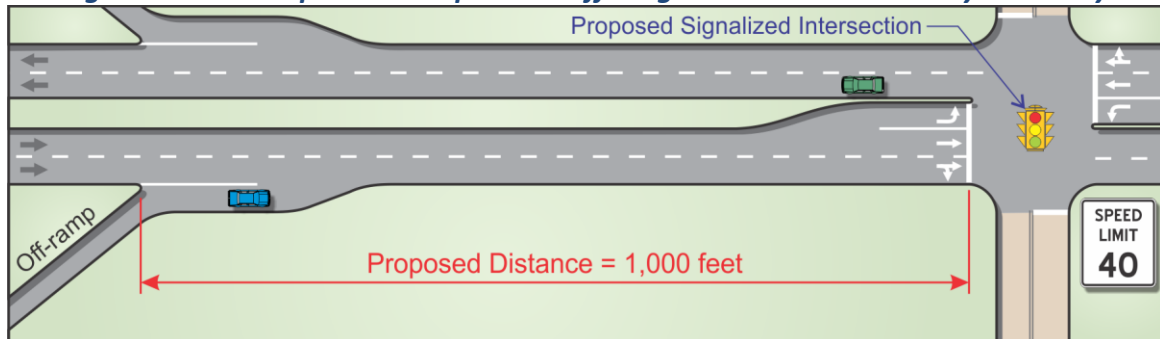 Proposed Signalized Intersection
Off-ramp
Proposed Distance = 1,000 feet
SPEED
LIMIT
40